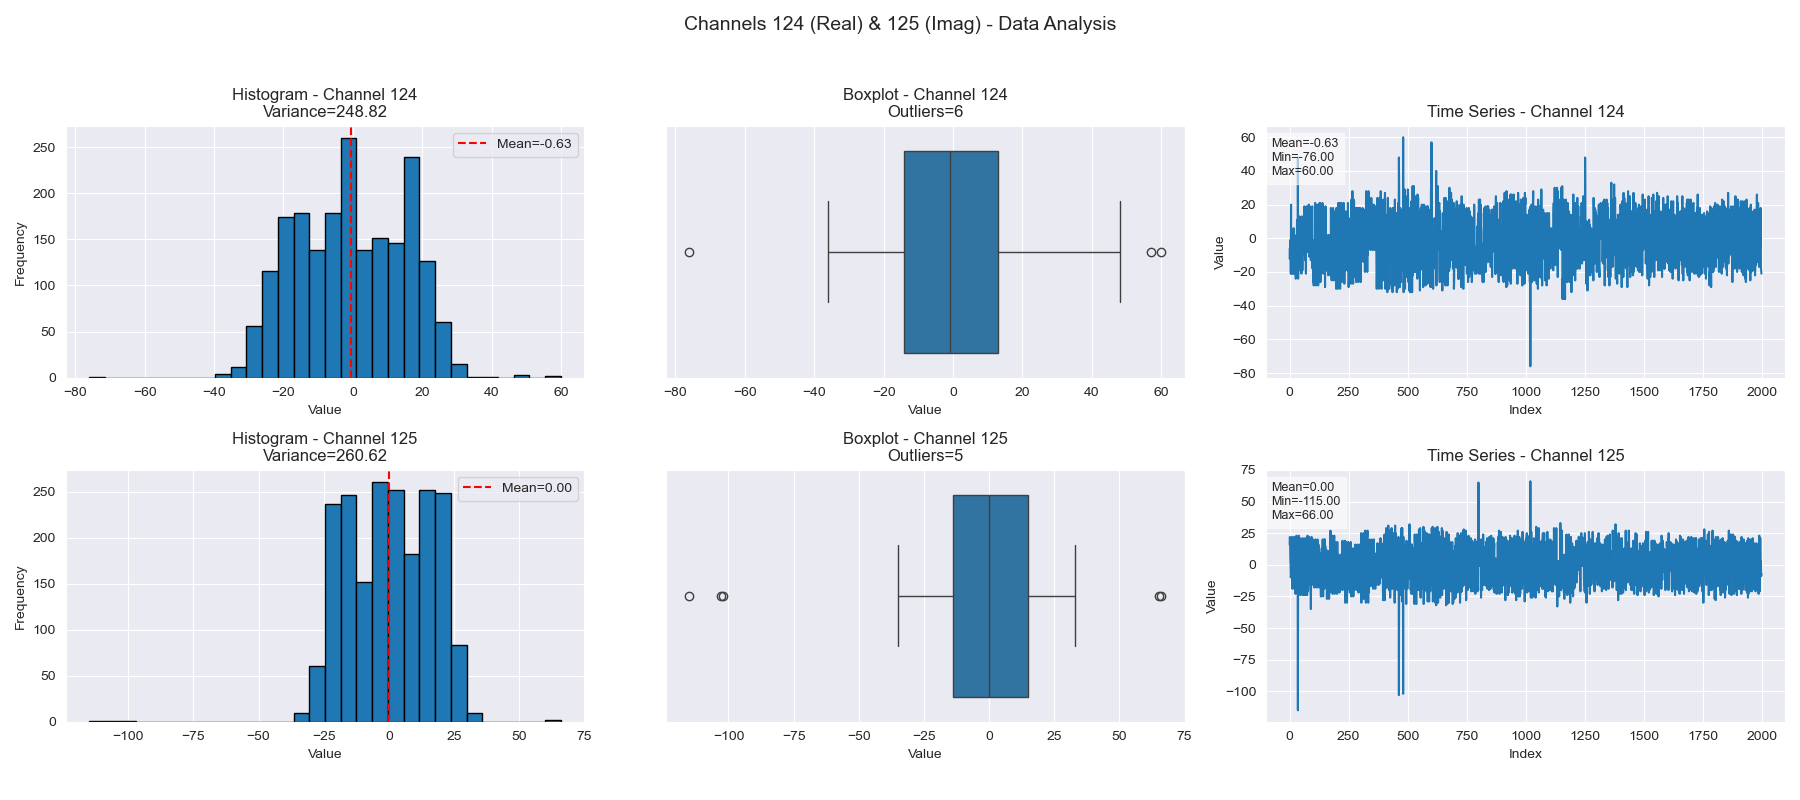 Channels 124 (Real) & 125 (Imag) - Data Analysis
Histogram - Channel 124
Variance=248.82
Mean=-0.63
Frequency
250
200
150
100
50
0
−80 −60 −40 −20 0 20 40 60
Value
Boxplot - Channel 124
Outliers=6
−80 −60 −40 −20 0 20 40 60
Value
Time Series - Channel 124
Mean=-0.63
Min=-76.00
Max=60.00
Value
60
40
20
0
−20
−40
−60
−80
0 250 500 750 1000 1250 1500 1750 2000
Index
Histogram - Channel 125
Variance=260.62
Mean=0.00
Frequency
250
200
150
100
50
0
−100 −75 −50 −25 0 25 50 75
Value
Boxplot - Channel 125
Outliers=5
−100 −75 −50 −25 0 25 50 75
Value
Time Series - Channel 125
Mean=0.00
Min=-115.00
Max=66.00
Value
75
50
25
0
−25
−50
−75
−100
0 250 500 750 1000 1250 1500 1750 2000
Index